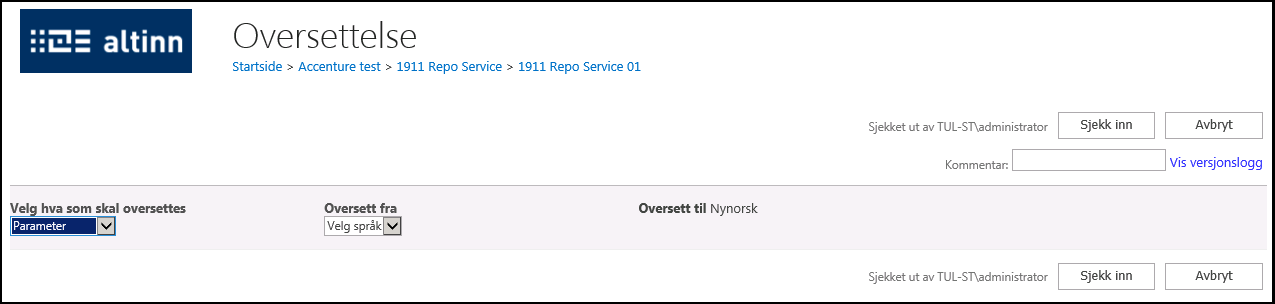 altinn
Oversettelse
Startside > Accenture test > 1911 Repo Service > 1911 Repo Service 01
Sjekket ut av TUL-ST\administrator Sjekk inn Avbryt
Kommentar: Vis versjonslogg
Velg hva som skal oversettes Oversett fra Oversett til Nynorsk
Parameter Velg språk
Sjekket ut av TUL-ST\administrator Sjekk inn Avbryt